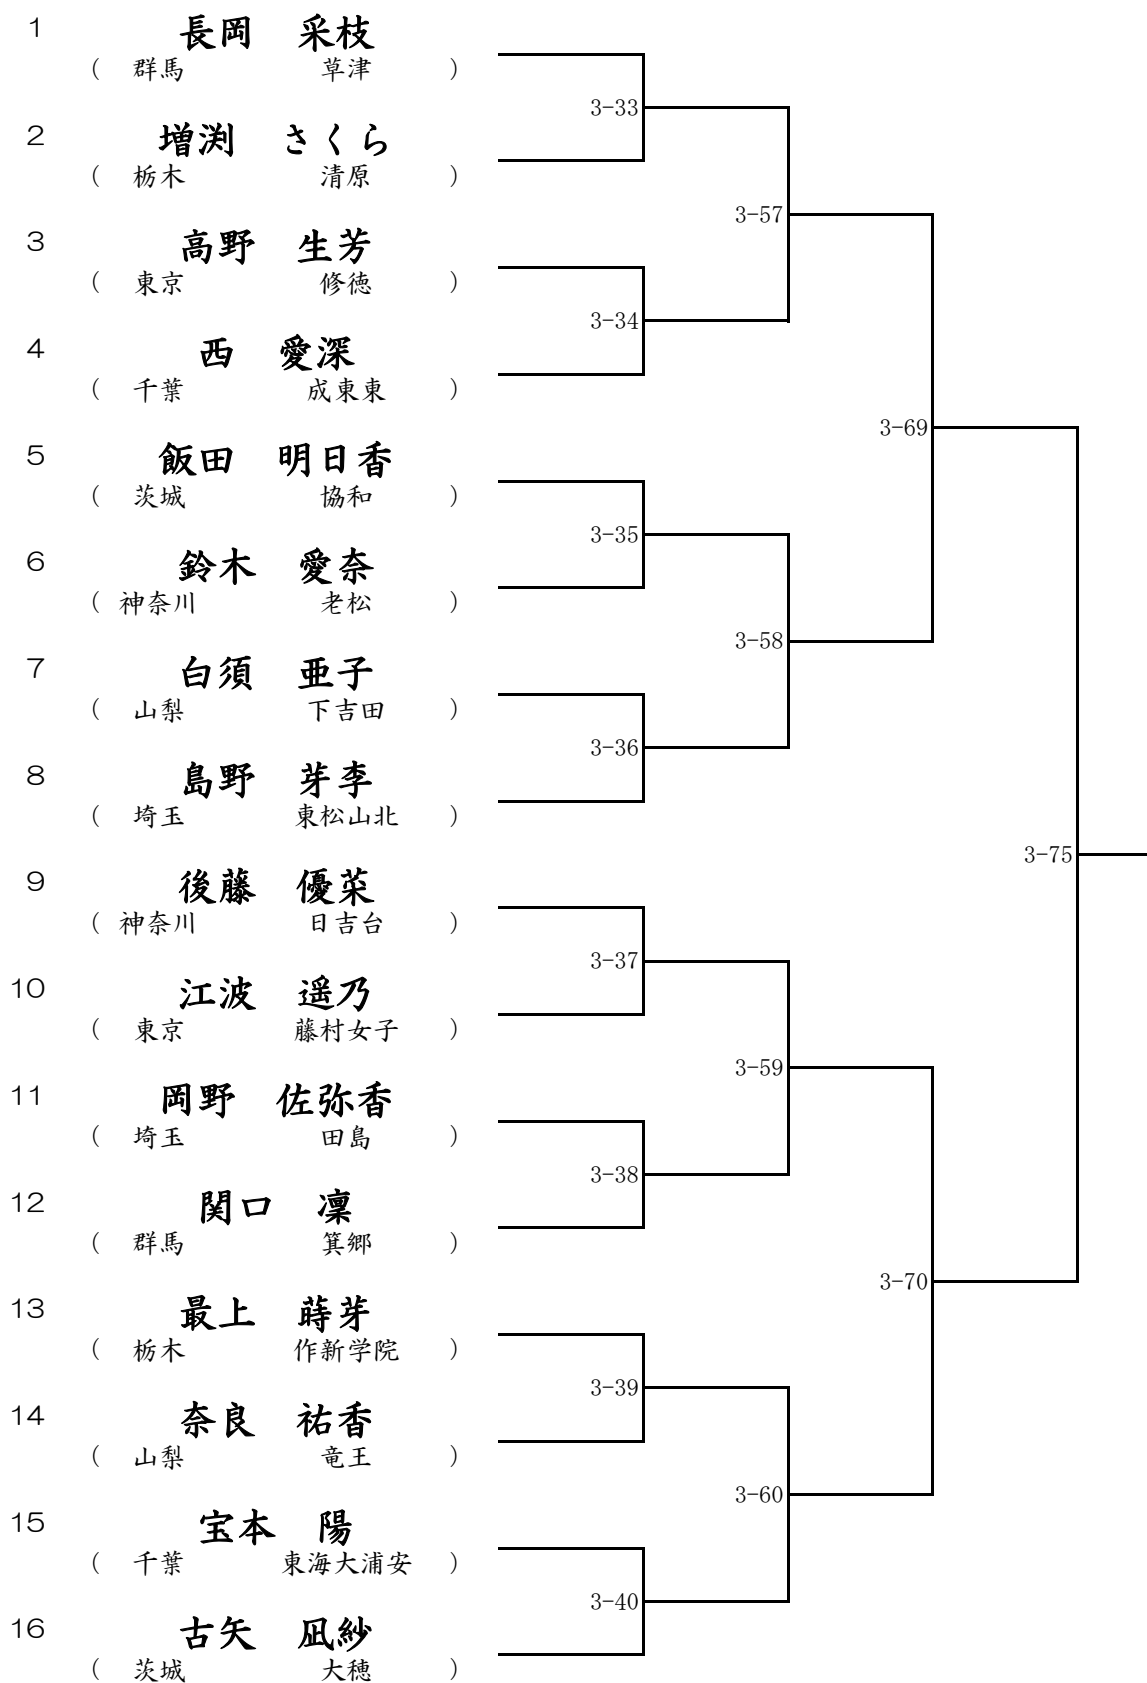 1 長岡 采枝
( 群馬 草津 )
3-33
2 増渕 さくら
( 栃木 清原 )
3-57
3 高野 生芳
( 東京 修徳 )
3-34
4 西 愛深
( 千葉 成東東 )
3-69
5 飯田 明日香
( 茨城 協和 )
3-35
6 鈴木 愛奈
( 神奈川 老松 )
3-58
7 白須 亜子
( 山梨 下吉田 )
3-36
8 島野 芽李
( 埼玉 東松山北 )
3-75
9 後藤 優菜
( 神奈川 日吉台 )
3-37
10 江波 遥乃
( 東京 藤村女子 )
3-59
11 岡野 佐弥香
( 埼玉 田島 )
3-38
12 関口 凜
( 群馬 箕郷 )
3-70
13 最上 蒔芽
( 栃木 作新学院 )
3-39
14 奈良 祐香
( 山梨 竜王 )
3-60
15 宝本 陽
( 千葉 東海大浦安 )
3-40
16 古矢 凪紗
( 茨城 大穂 )